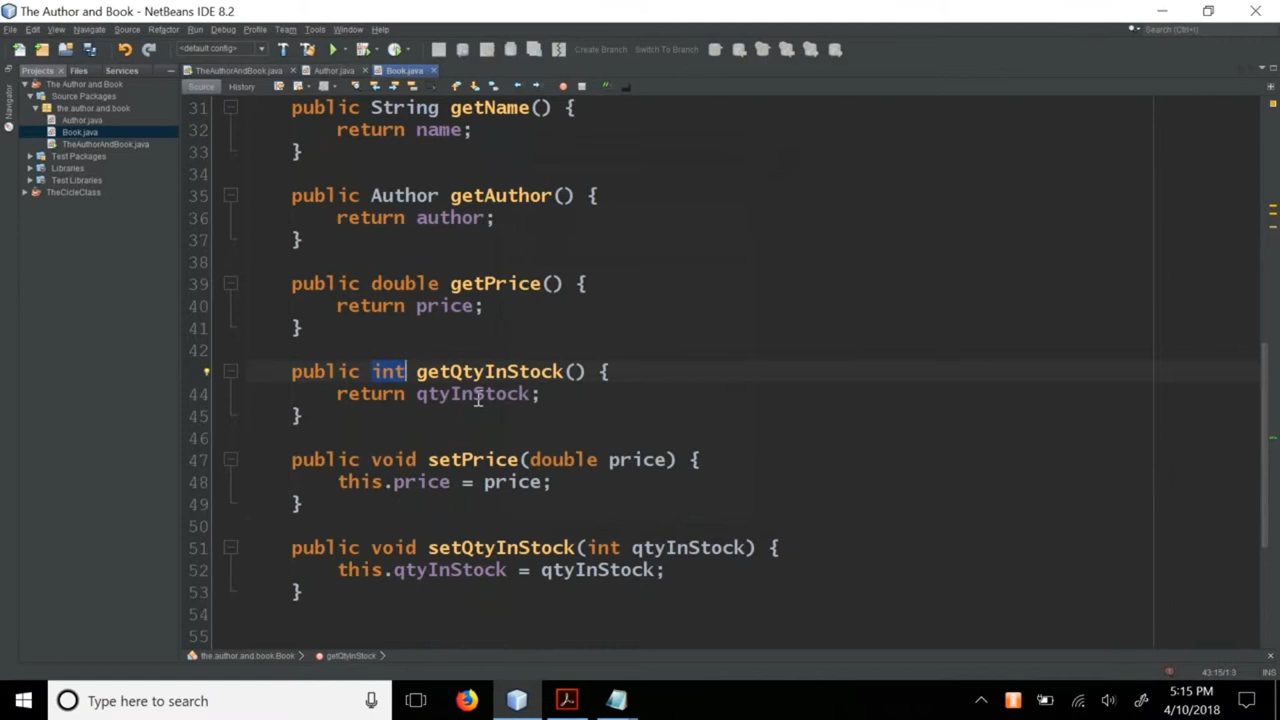 The Author and Book - NetBeans IDE 8.2
File Edit View Navigate Source Refactor Run Debug Profile Team Tools Window Help
Search (Ctrl+I)
<default config>
Create Branch
Switch To Branch
Projects
Files
Services
TheAuthorAndBook.java
Author.java
Book.java
Navigator
The Author and Book
Source Packages
the.author.and.book
Author.java
Book.java
TheAuthorAndBook.java
Test Packages
Libraries
Test Libraries
TheCicleClass
Source
History
31 public String getName() {
32 return name;
33 }
34
35 public Author getAuthor() {
36 return author;
37 }
38
39 public double getPrice() {
40 return price;
41 }
42
public int getQtyInStock() {
44 return qtyInStock;
45 }
46
47 public void setPrice(double price) {
48 this.price = price;
49 }
50
51 public void setQtyInStock(int qtyInStock) {
52 this.qtyInStock = qtyInStock;
53 }
54
55
the.author.and.book.Book
getQtyInStock
43:15/1:3
INS
Type here to search
5:15 PM
4/10/2018